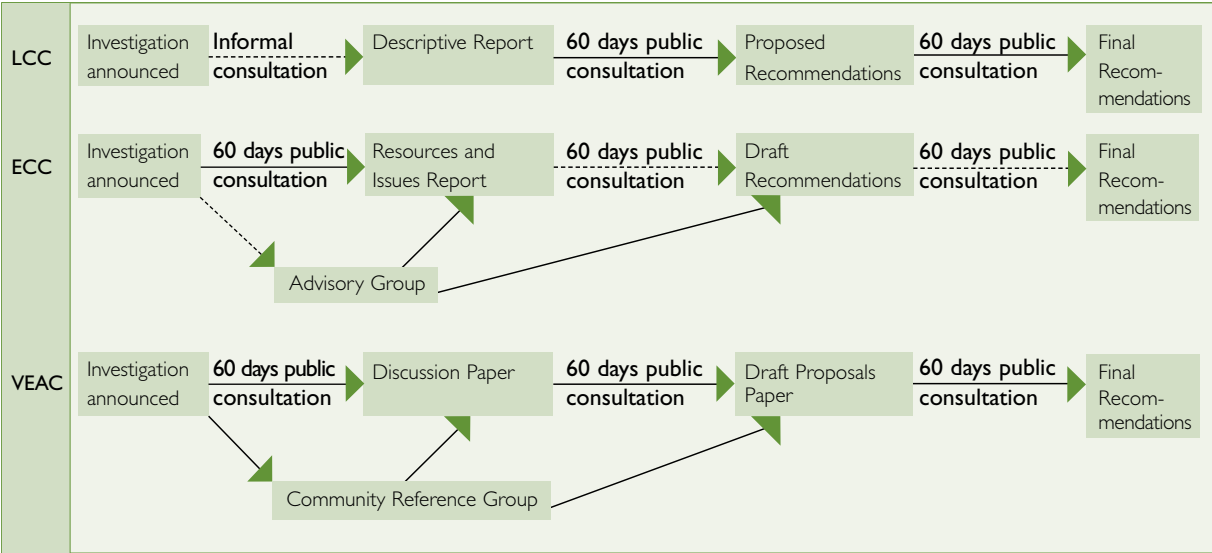 LCC
Investigation
announced
Informal
consultation
Descriptive Report
60 days public
consultation
Proposed
Recommendations
60 days public
consultation
Final
Recom-
mendations
ECC
Investigation
announced
60 days public
consultation
Resources and
Issues Report
60 days public
consultation
Draft
Recommendations
60 days public
consultation
Final
Recom-
mendations
Advisory Group
VEAC
Investigation
announced
60 days public
consultation
Discussion Paper
60 days public
consultation
Draft Proposals
Paper
60 days public
consultation
Final
Recom-
mendations
Community Reference Group